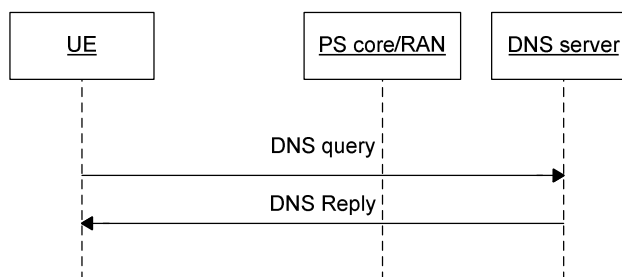 UE
PS core/RAN
DNS server
DNS query
DNS Reply